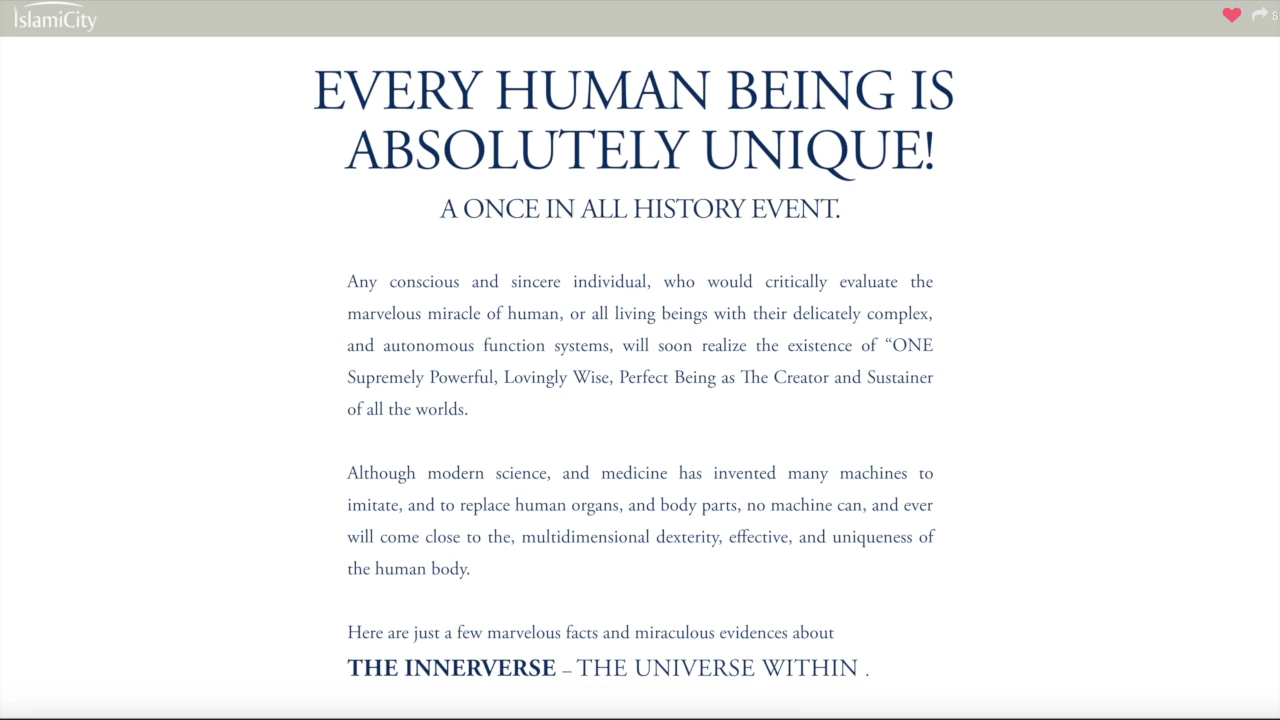 IslamiCity
S
EVERY HUMAN BEING IS
ABSOLUTELY UNIQUE!
A ONCE IN ALL HISTORY EVENT.
Any conscious and sincere individual, who would critically evaluate the
marvelous miracle of human, or all living beings with their delicately complex,
and autonomous function systems, will soon realize the existence of “ONE
Supremely Powerful, Lovingly Wise, Perfect Being as The Creator and Sustainer
of all the worlds.
Although modern science, and medicine has invented many machines to
imitate, and to replace human organs, and body parts, no machine can, and ever
will come close to the, multidimensional dexterity, effective, and uniqueness of
the human body.
Here are just a few marvelous facts and miraculous evidences about
THE INNERVERSE – THE UNIVERSE WITHIN .